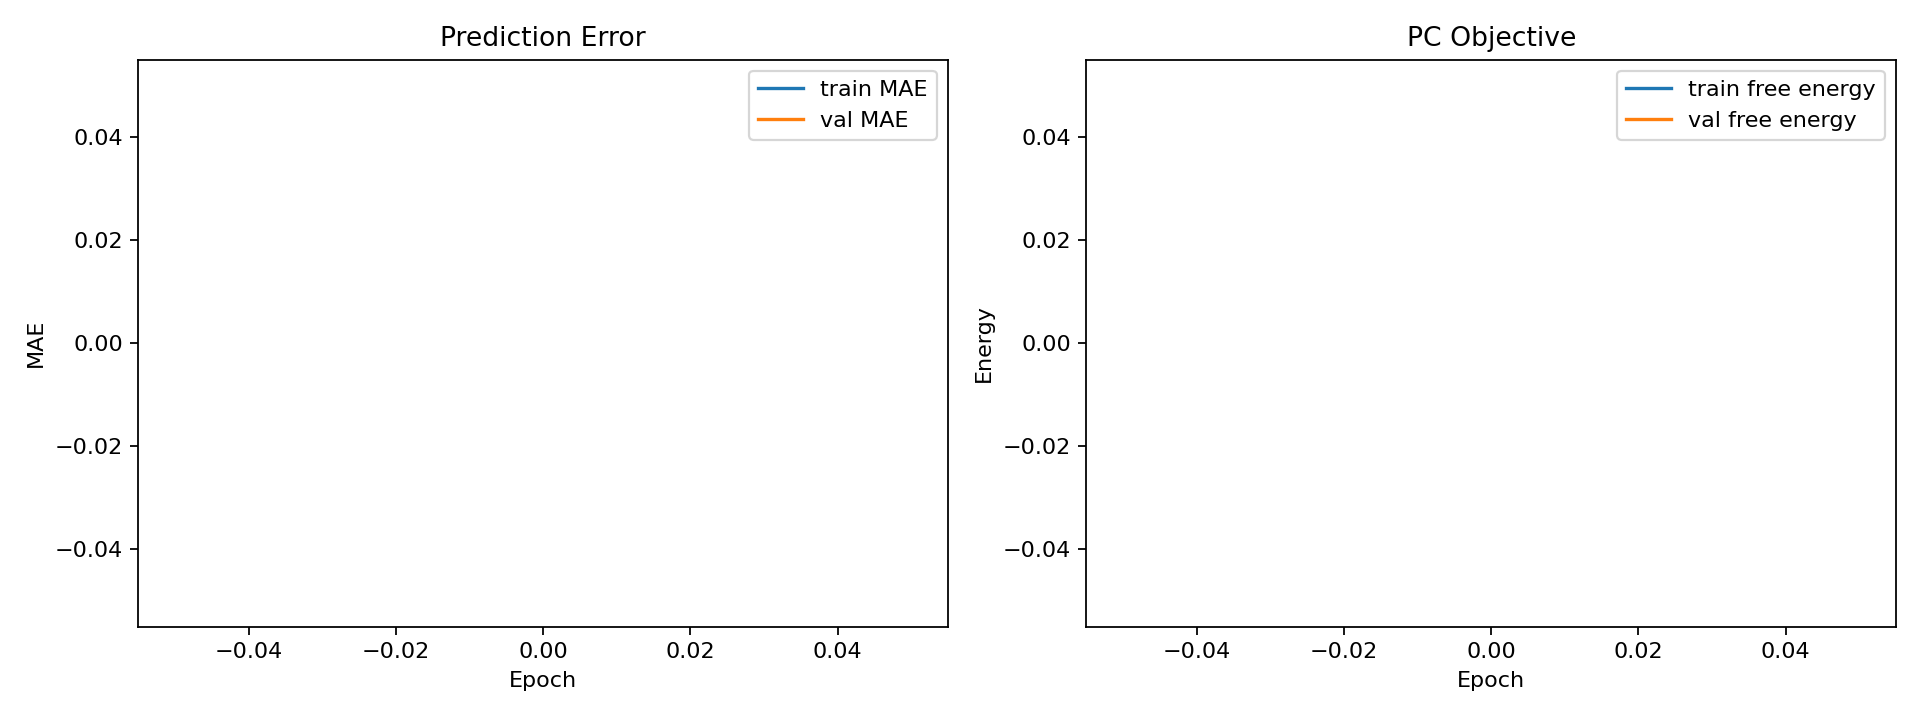 Prediction Error
train MAE
val MAE
0.04
0.02
0.00
−0.02
−0.04
MAE
−0.04 −0.02 0.00 0.02 0.04
Epoch
PC Objective
train free energy
val free energy
0.04
0.02
0.00
−0.02
−0.04
Energy
−0.04 −0.02 0.00 0.02 0.04
Epoch